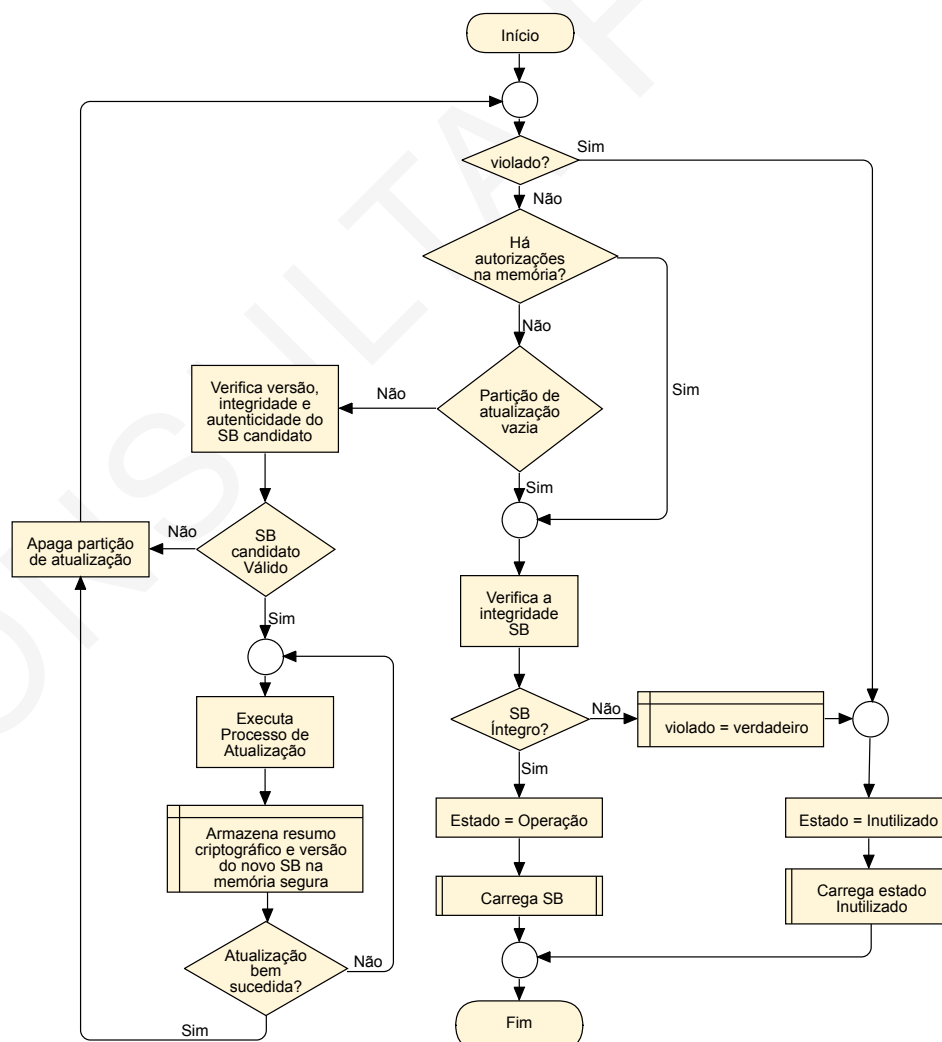 Início
violado?
Sim
Não
Há
autorizações
na memória?
Não
Sim
Partição de
atualização
vazia
Não
Sim
Verifica versão,
integridade e
autenticidade do
SB candidato
SB
candidato
Válido
Não
Sim
Apaga partição
de atualização
Executa
Processo de
Atualização
Armazena resumo
criptográfico e versão
do novo SB na
memória segura
Atualização
bem
sucedida?
Não
Sim
Verifica a
integridade
SB
SB
Íntegro?
Não
Sim
violado = verdadeiro
Estado = Operação
Carrega SB
Estado = Inutilizado
Carrega estado
Inutilizado
Fim